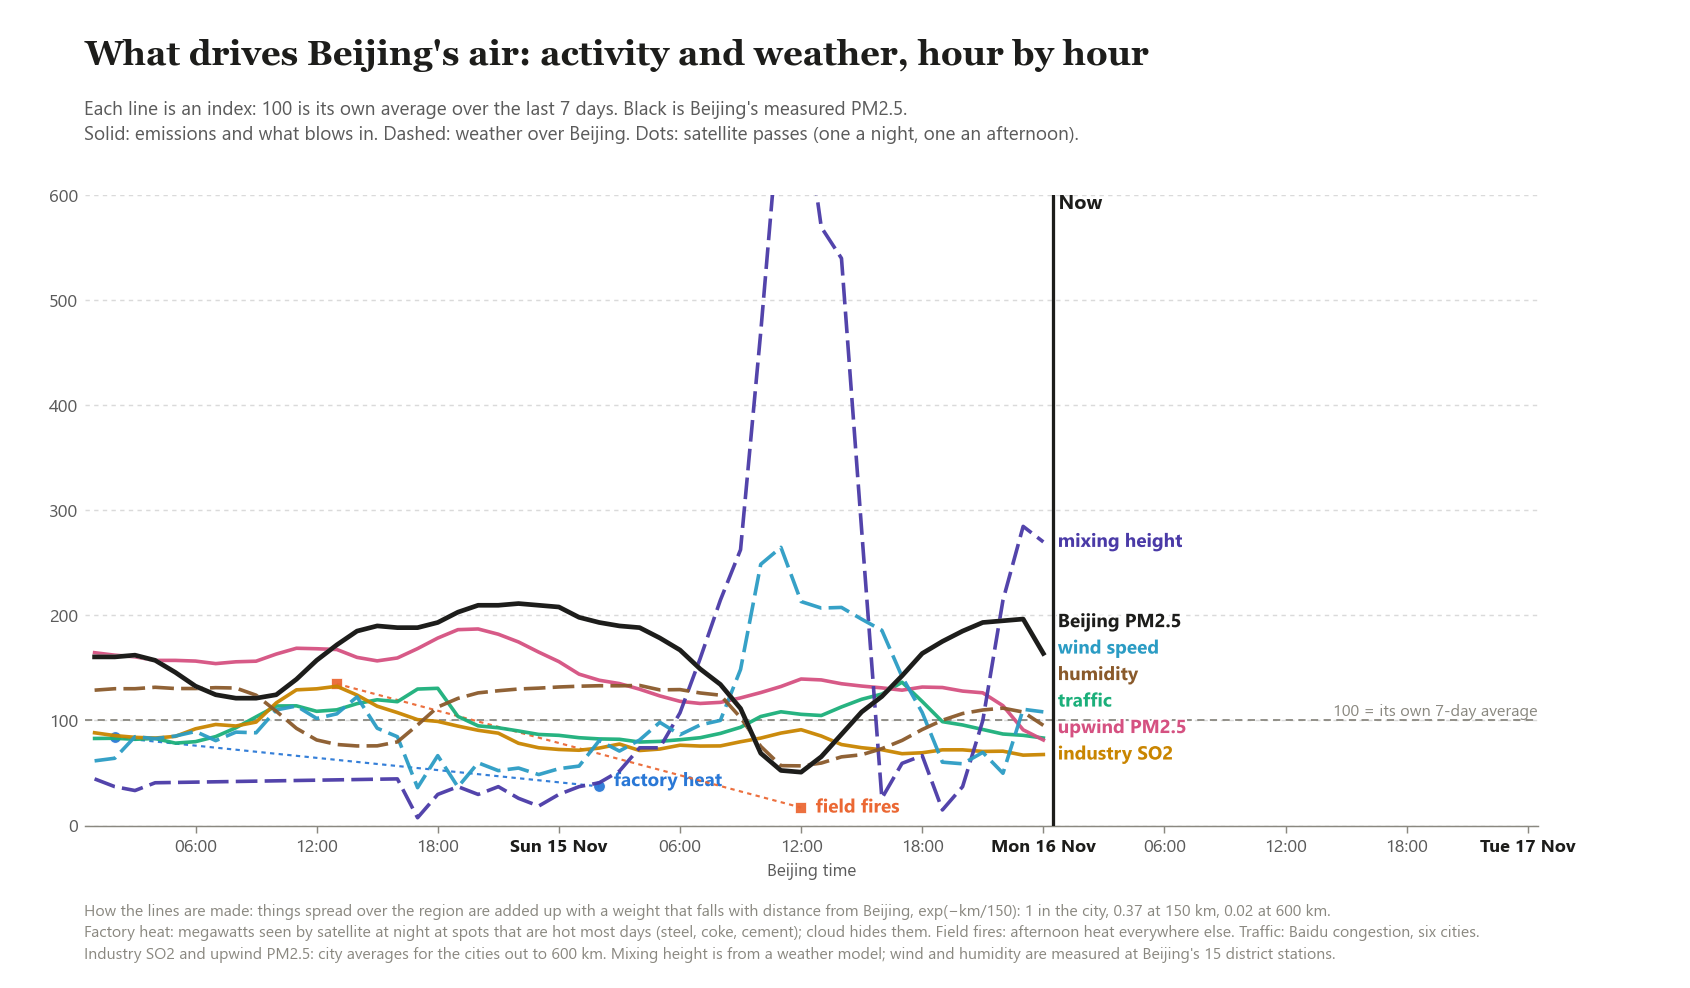 What drives Beijing's air: activity and weather, hour by hour
Each line is an index: 100 is its own average over the last 7 days. Black is Beijing's measured PM2.5.
Solid: emissions and what blows in. Dashed: weather over Beijing. Dots: satellite passes (one a night, one an afternoon).
600
Now
500
400
300
mixing height
200
Beijing PM2.5
wind speed
humidity
traffic
100
100 = its own 7-day average
upwind PM2.5
industry SO2
factory heat
field fires
0
06:00 12:00 18:00 Sun 15 Nov 06:00 12:00 18:00 Mon 16 Nov 06:00 12:00 18:00 Tue 17 Nov
Beijing time
How the lines are made: things spread over the region are added up with a weight that falls with distance from Beijing, exp(−km/150): 1 in the city, 0.37 at 150 km, 0.02 at 600 km.
Factory heat: megawatts seen by satellite at night at spots that are hot most days (steel, coke, cement); cloud hides them. Field fires: afternoon heat everywhere else. Traffic: Baidu congestion, six cities.
Industry SO2 and upwind PM2.5: city averages for the cities out to 600 km. Mixing height is from a weather model; wind and humidity are measured at Beijing's 15 district stations.